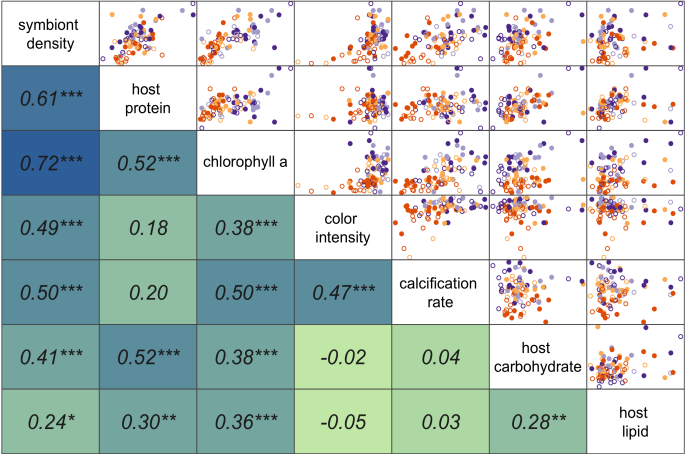 symbiont
density
0.61***
host
protein
0.72***
0.52***
chlorophyll a
0.49***
0.18
0.38***
color
intensity
0.50***
0.20
0.50***
0.47***
calcification
rate
0.41***
0.52***
0.38***
-0.02
0.04
host
carbohydrate
0.24*
0.30**
0.36***
-0.05
0.03
0.28**
host
lipid